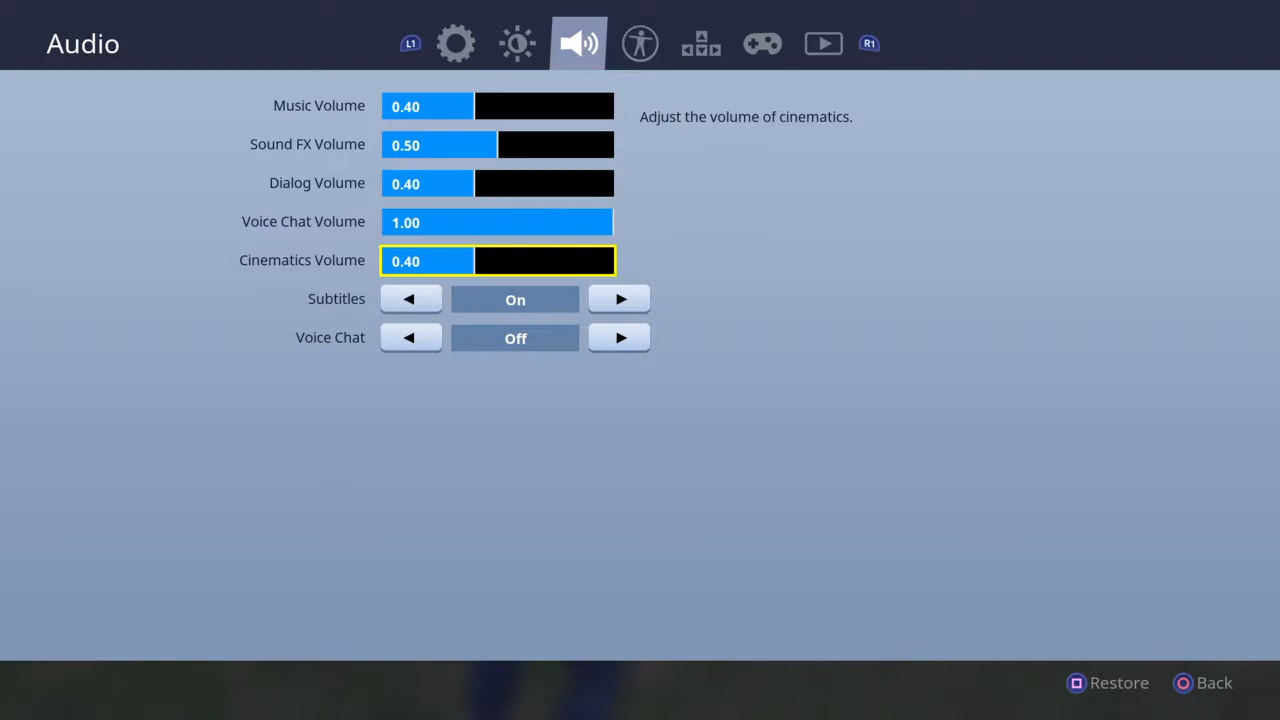 Audio
L1
R1
Music Volume
0.40
Adjust the volume of cinematics.
Sound FX Volume
0.50
Dialog Volume
0.40
Voice Chat Volume
1.00
Cinematics Volume
0.40
Subtitles
On
Voice Chat
Off
Restore
Back